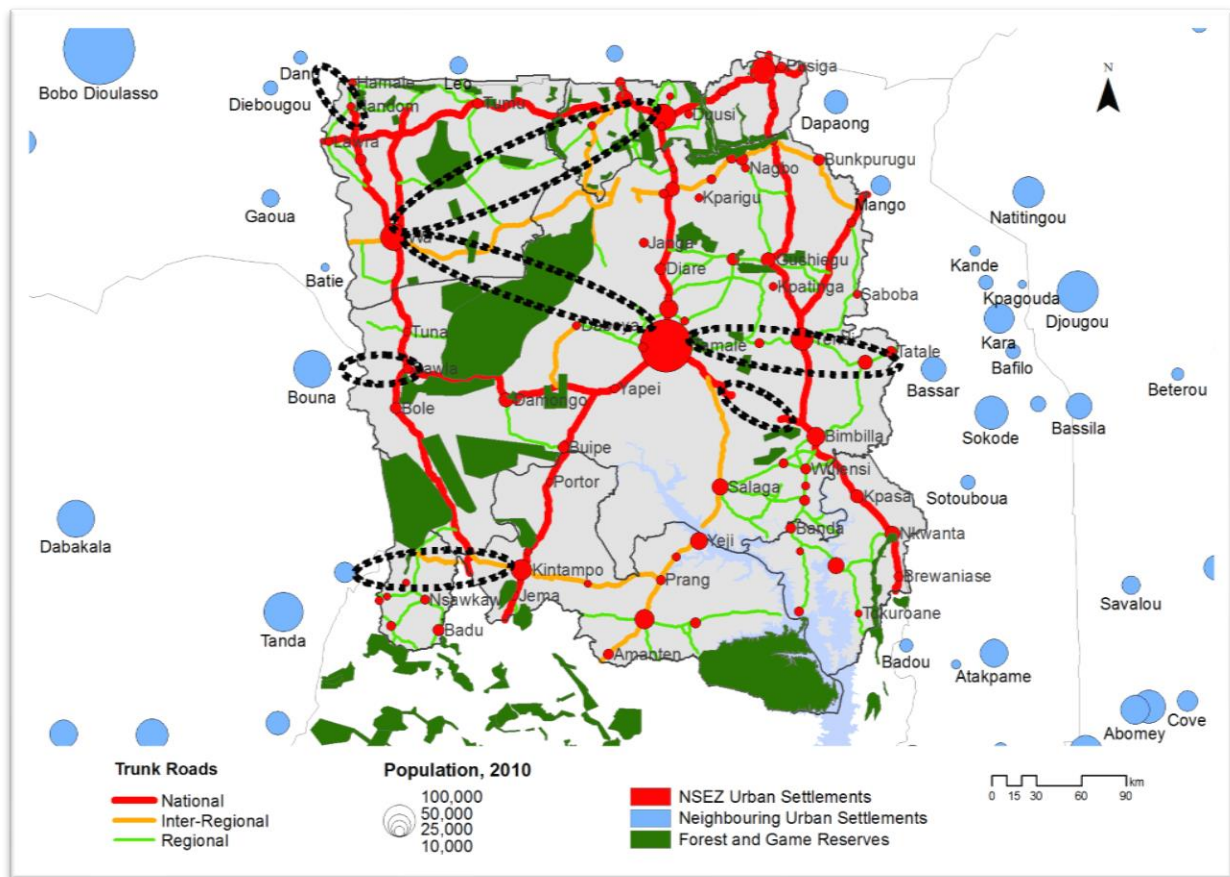 N
Bobo Dioulasso
Dano
Diebougou
Hamale
Nandom
Leo
Tumu
Lawra
Pusiga
Duusi
Dapaong
Nagbo
Bunkpurugu
Mango
Kparigu
Gaoua
Natitingou
Wa
Janga
Batie
Diare
Gushiegu
Kpatinga
Saboba
Kande
Kpagouda
Djougou
Kara
Bafilo
Tuna
Daboya
Tamale
Yendi
Tatale
Bouna
Sawla
Bassar
Beterou
Bole
Damongo
Yapei
Sokode
Bassila
Bimbilla
Buipe
Wulensi
Portor
Salaga
Kpasa
Sotouboua
Dabakala
Banda
Nkwanta
Yeji
Kintampo
Prang
Brewaniase
Jema
Nsawkaw
Tokuroane
Savalou
Tanda
Badu
Amanten
Badou
Atakpame
Abomey
Cove
Trunk Roads
National
Inter-Regional
Regional
Population, 2010
100,000
50,000
25,000
10,000
NSEZ Urban Settlements
Neighbouring Urban Settlements
Forest and Game Reserves
km
0 15 30 60 90